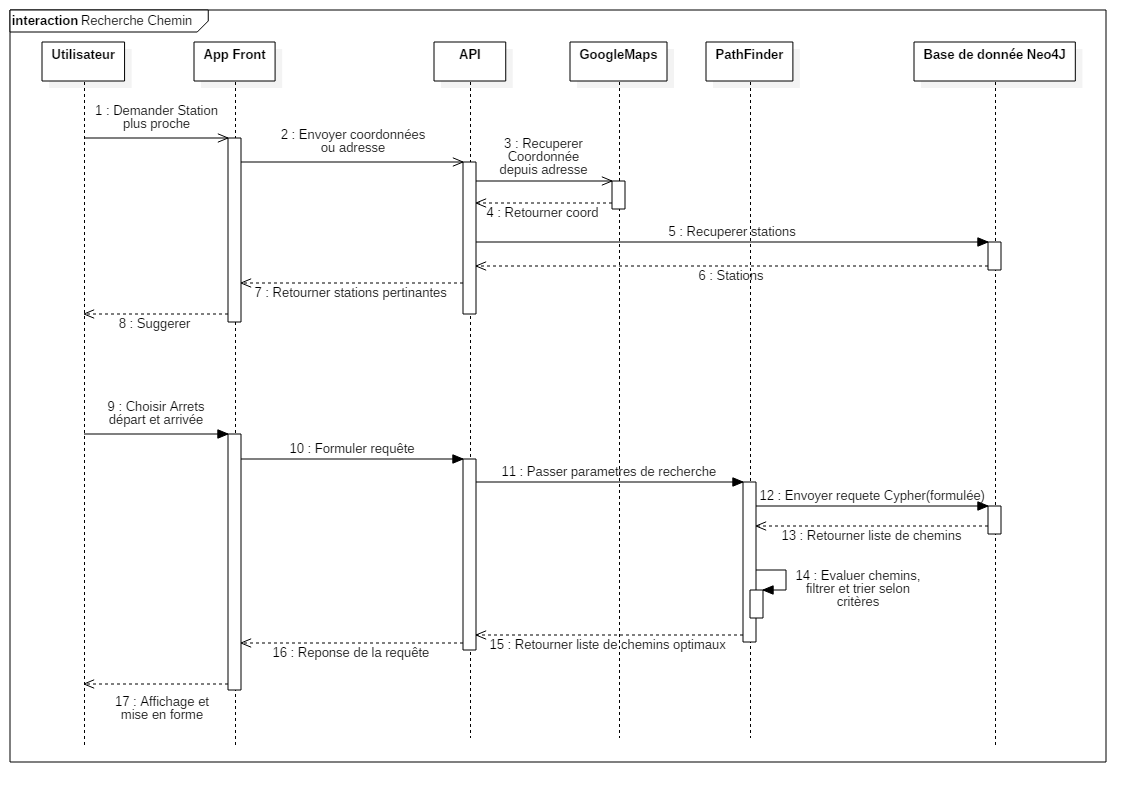 interaction Recherche Chemin
Utilisateur
App Front
API
GoogleMaps
PathFinder
Base de donnée Neo4J
1 : Demander Station
plus proche
2 : Envoyer coordonnées
ou adresse
3 : Recuperer
Coordonnée
depuis adresse
4 : Retourner coord
5 : Recuperer stations
6 : Stations
7 : Retourner stations pertinantes
8 : Suggerer
9 : Choisir Arrets
départ et arrivée
10 : Formuler requête
11 : Passer parametres de recherche
12 : Envoyer requete Cypher(formulée)
13 : Retourner liste de chemins
14 : Evaluer chemins,
filtrer et trier selon
critères
15 : Retourner liste de chemins optimaux
16 : Reponse de la requête
17 : Affichage et
mise en forme